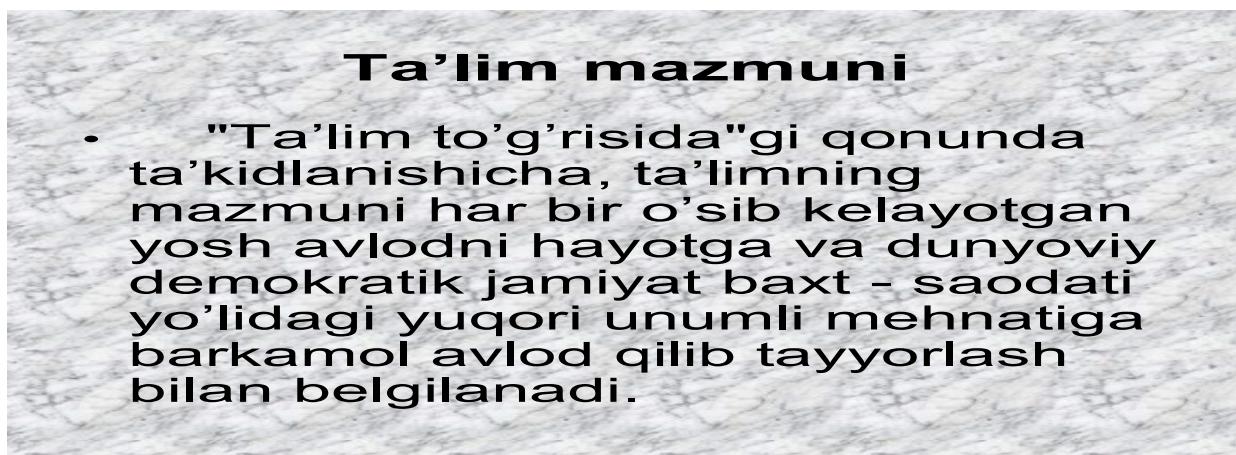 Ta’lim mazmuni
• "Ta’lim to’g’risida"gi qonunda
ta’kidlanishicha, ta’limning
mazmuni har bir o’sib kelayotgan
yosh avlodni hayotga va dunyoviy
demokratik jamiyat baxt – saodati
yo’lidagi yuqori unumli mehnatiga
barkamol avlod qilib tayyorlash
bilan belgilanadi.